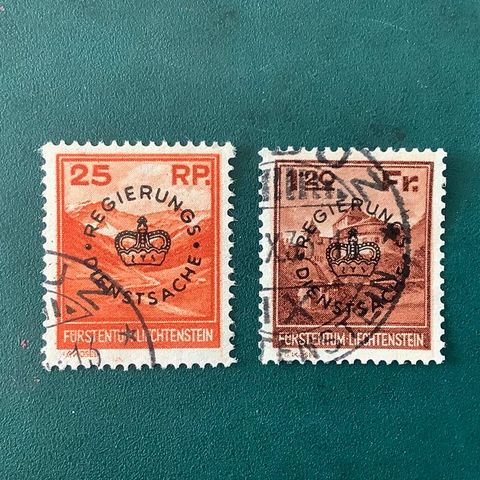 25 RP.
• REGIERUNGS •
DIENSTSACHE
FÜRSTENTUM LIECHTENSTEIN
1.20 Fr.
• REGIERUNGS •
DIENSTSACHE
FÜRSTENTUM LIECHTENSTEIN